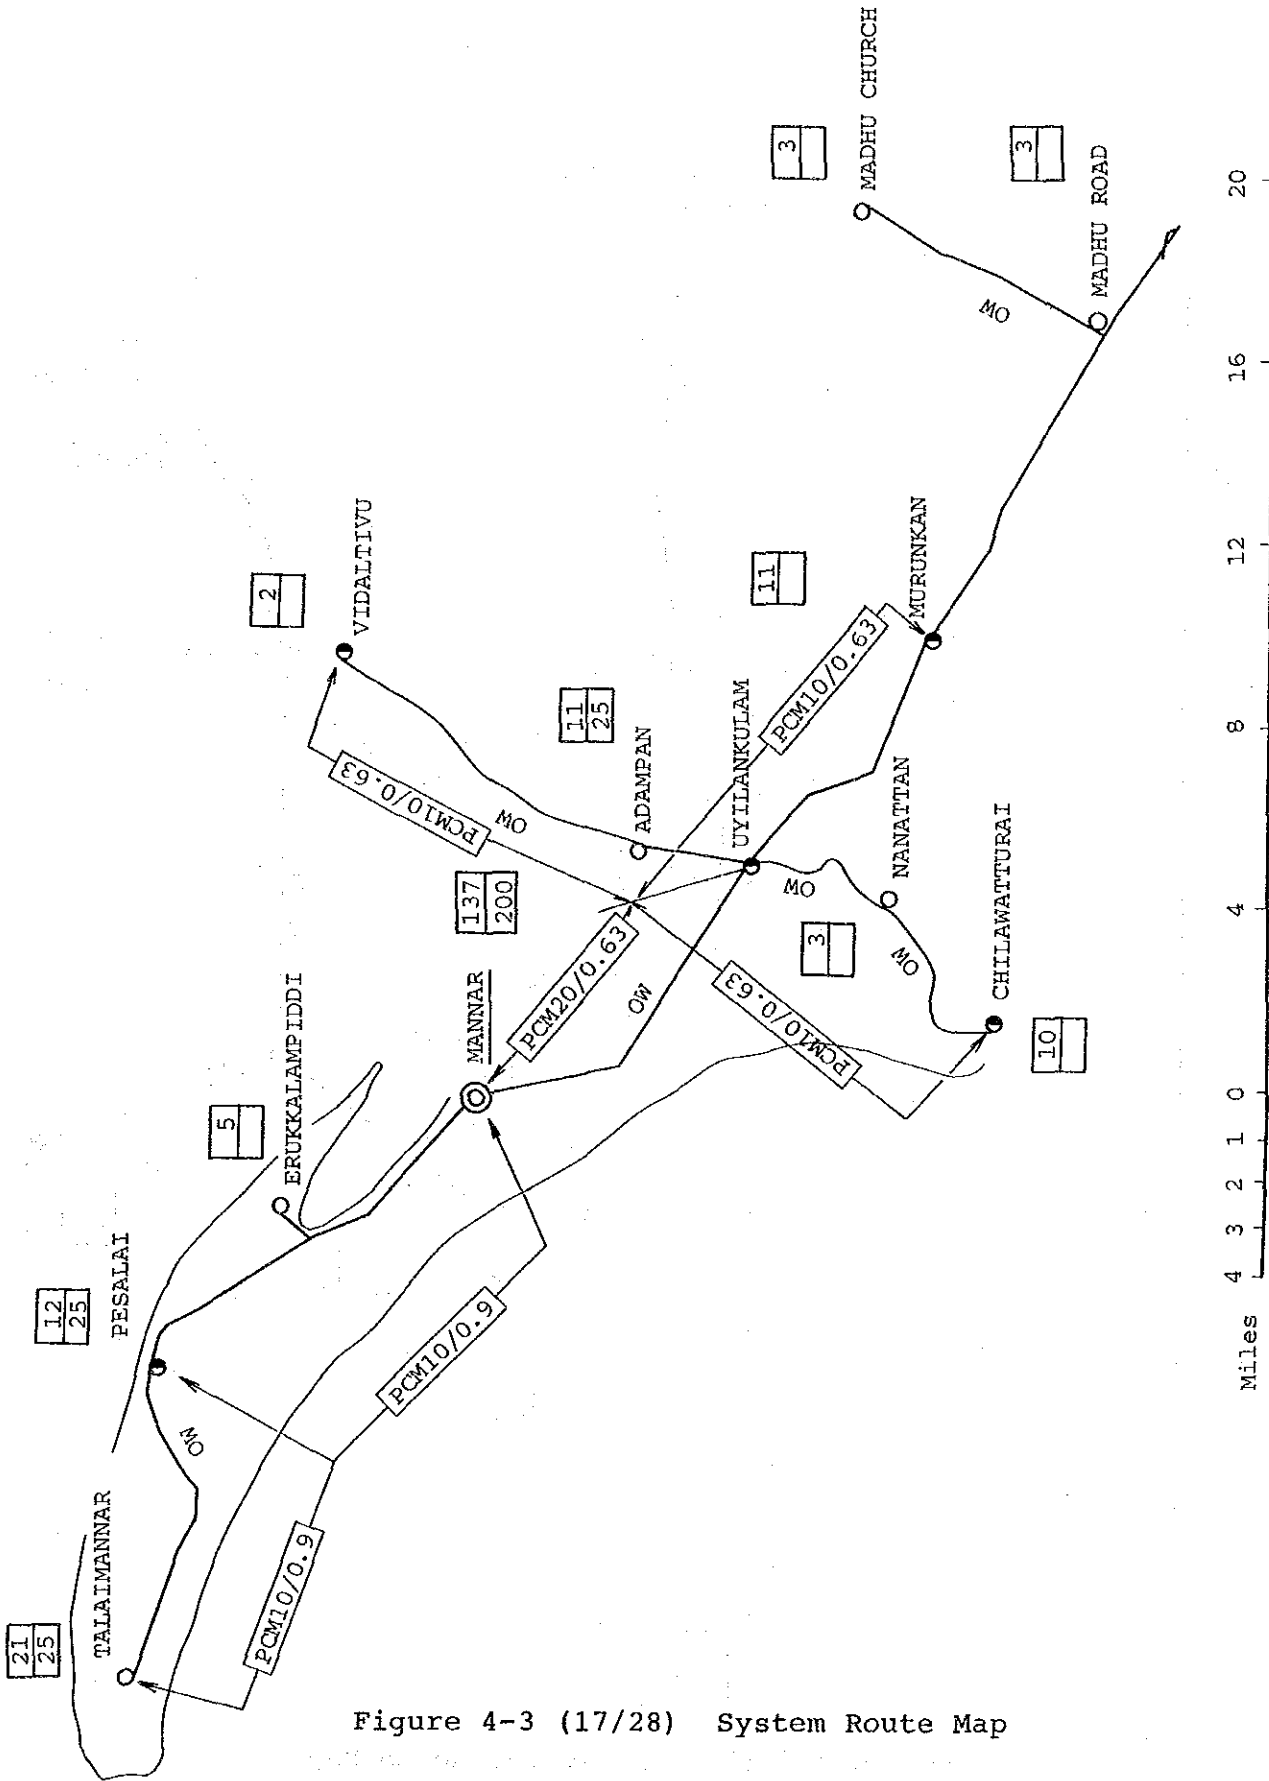 21
25
TALAIMANNAR
OW
12
25
PESALAI
5
ERUKKALAMPIDDI
PCM10/0.9
PCM10/0.9
MANNAR
137
200
PCM20/0.63
OW
2
VIDALTIVU
PCM10/0.63
OW
11
25
ADAMPAN
UYILANKULAM
11
PCM10/0.63
MURUNKAN
OW
3
NANATTAN
OW
PCM10/0.63
CHILAWATTURAI
10
3
MADHU CHURCH
OW
3
MADHU ROAD
Miles
4 3 2 1 0 4 8 12 16 20
Figure 4-3 (17/28) System Route Map